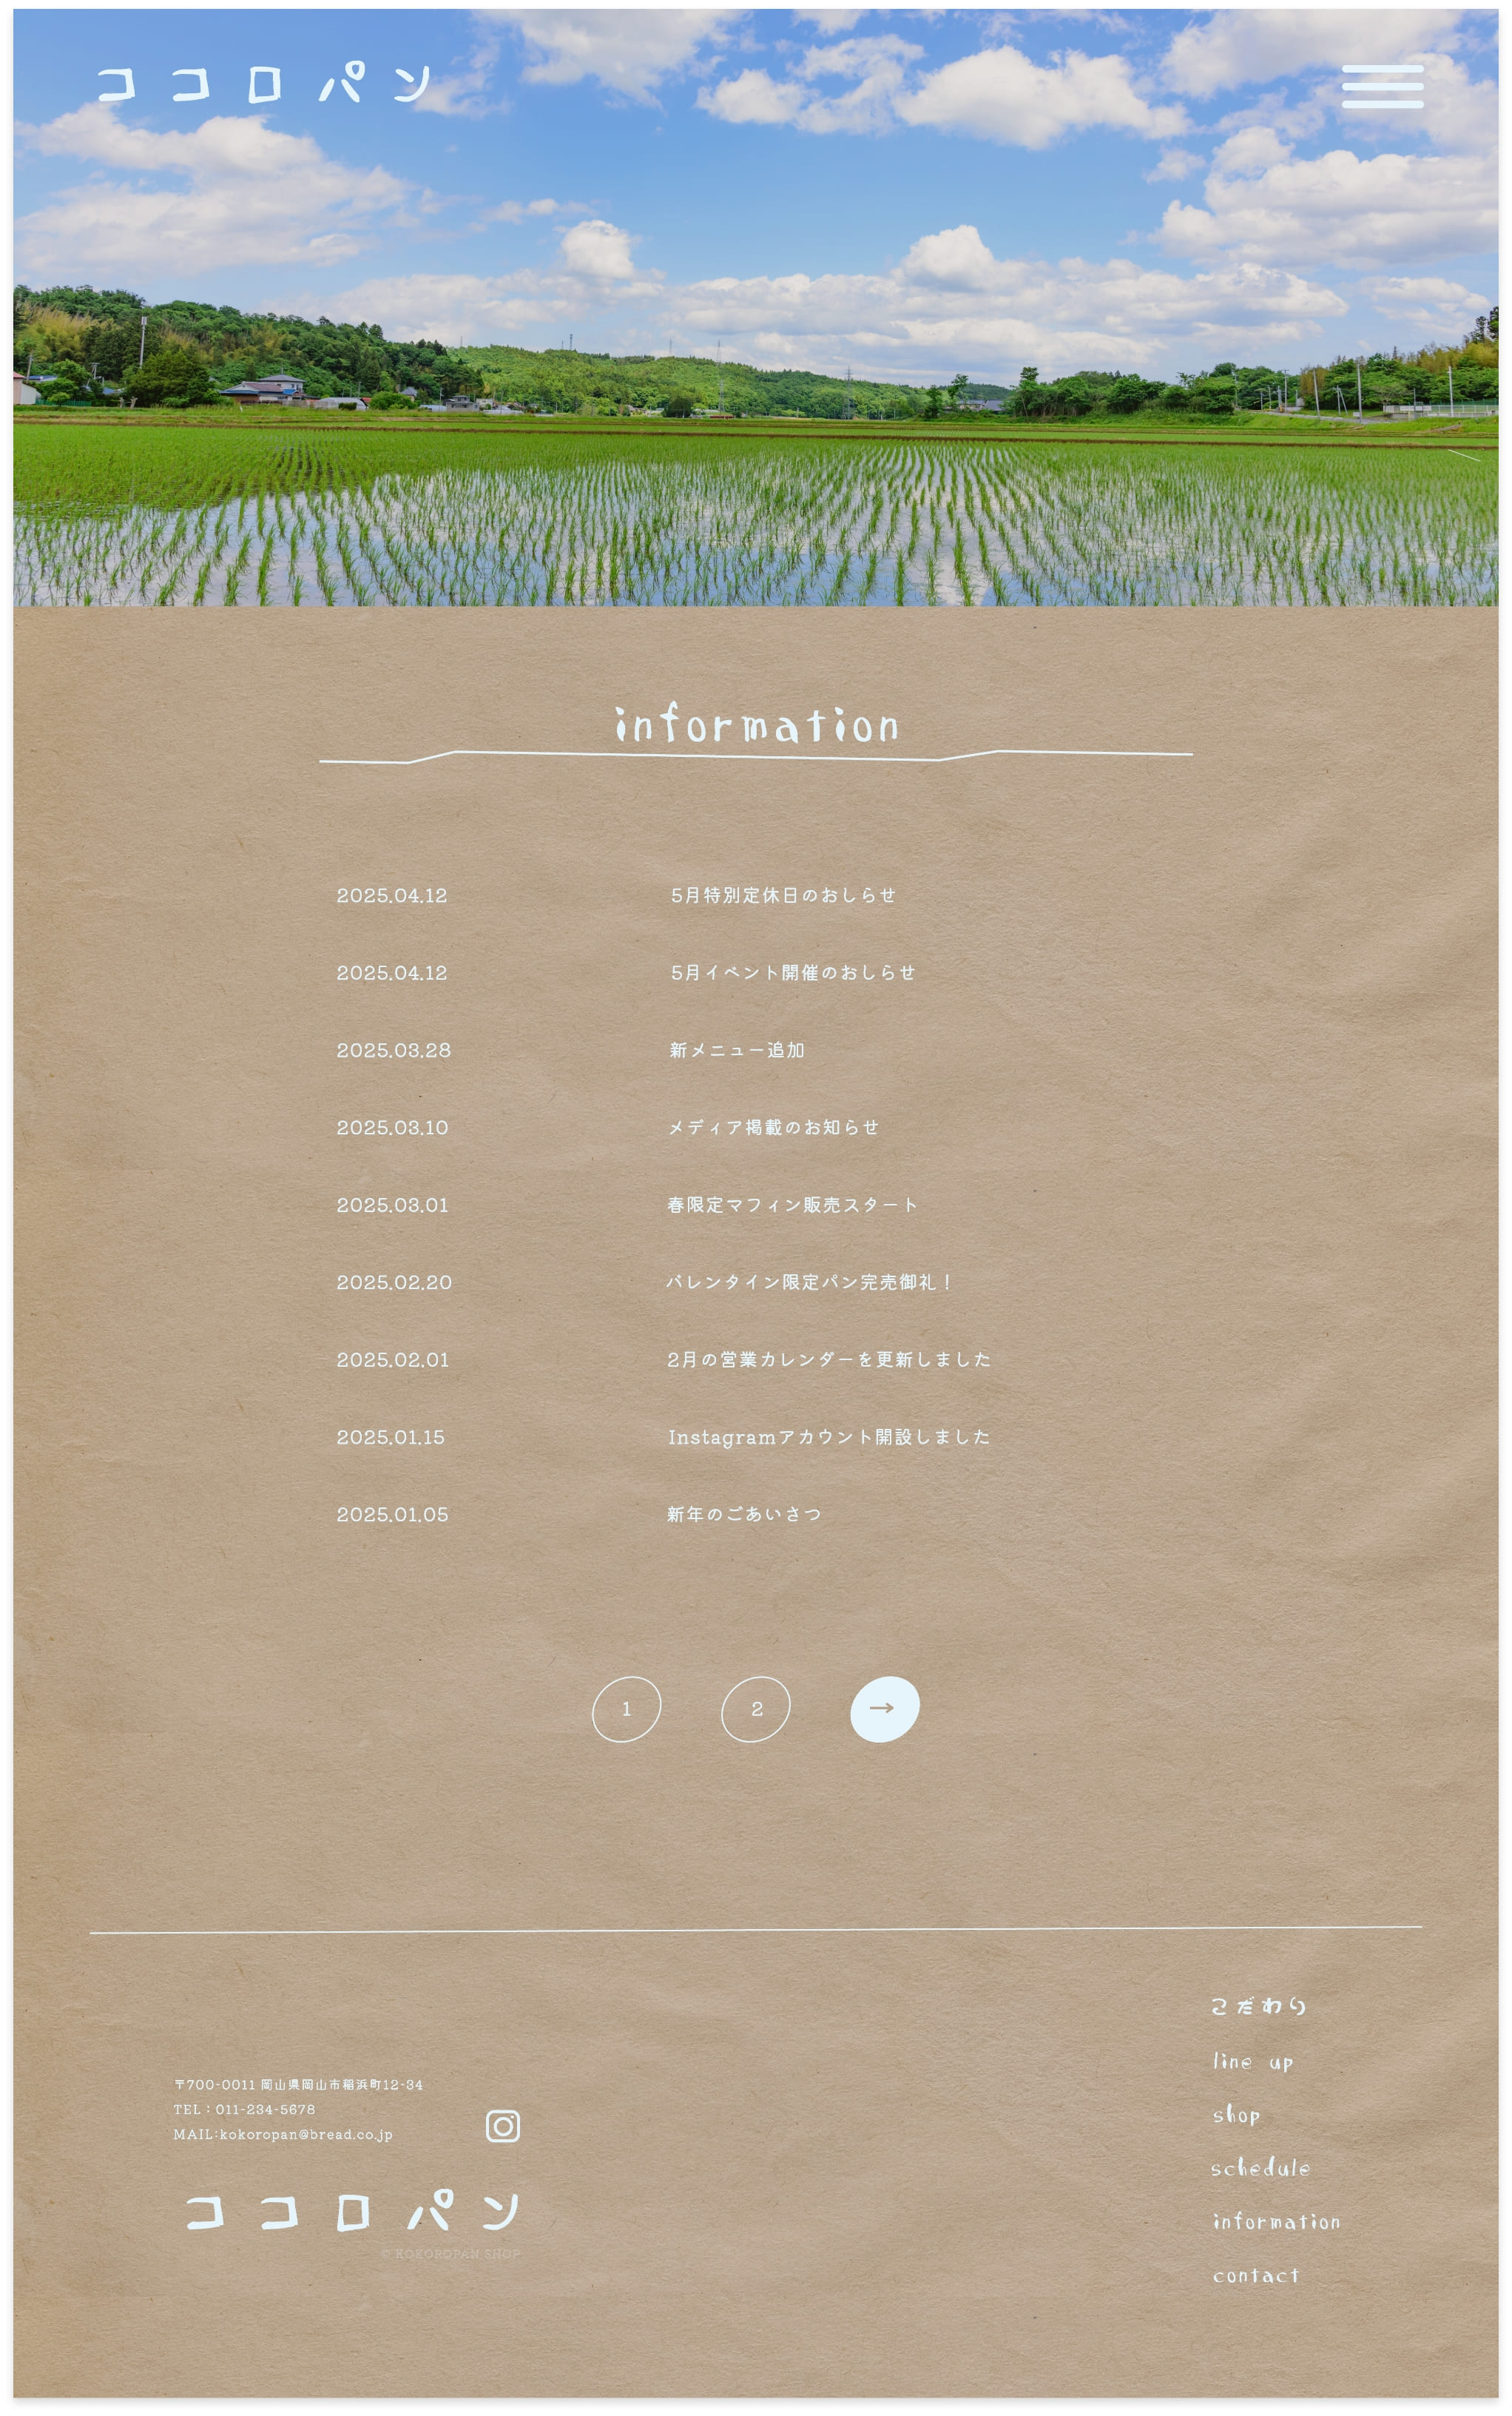 ココロパン
information
2025.04.12 5月特別定休日のおしらせ
2025.04.12 5月イベント開催のおしらせ
2025.03.28 新メニュー追加
2025.03.10 メディア掲載のお知らせ
2025.03.01 春限定マフィン販売スタート
2025.02.20 バレンタイン限定パン完売御礼！
2025.02.01 2月の営業カレンダーを更新しました
2025.01.15 Instagramアカウント開設しました
2025.01.05 新年のごあいさつ
1 2 →
〒700-0011 岡山県岡山市稲浜町12-34
TEL：011-234-5678
MAIL:kokoropan@bread.co.jp
ココロパン
© KOKOROPAN SHOP
こだわり
line up
shop
schedule
information
contact